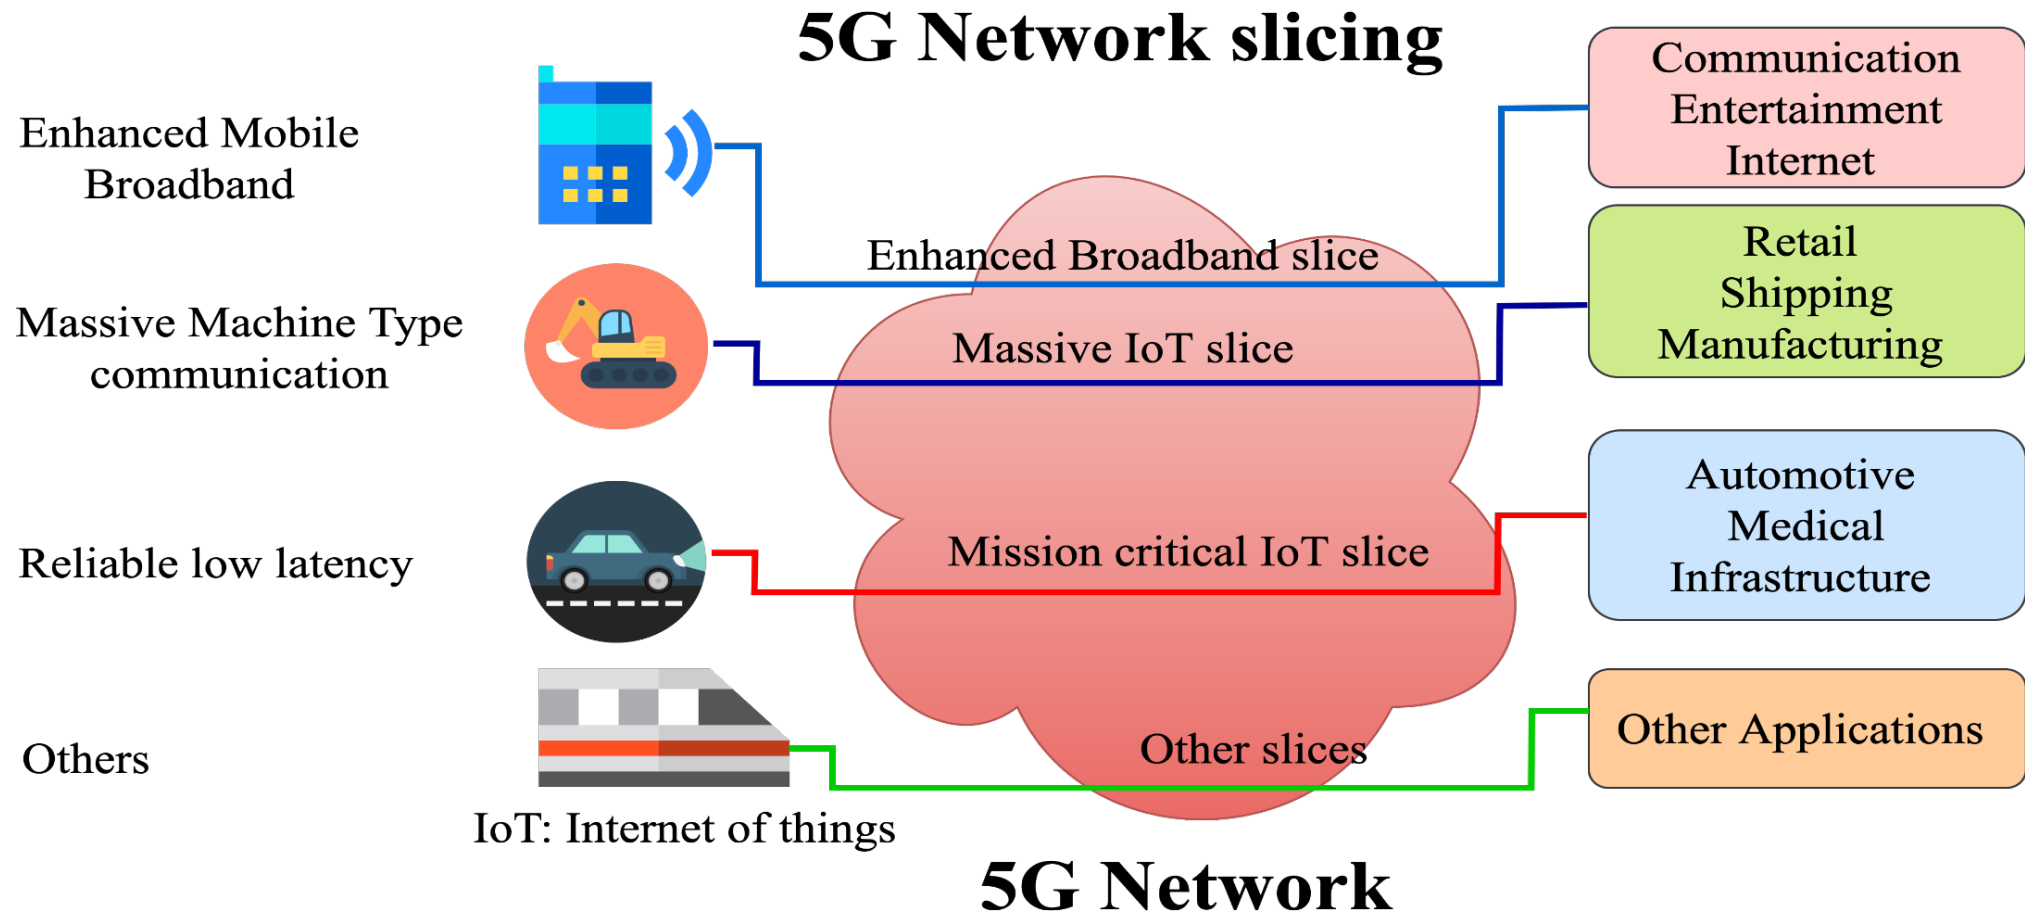 5G Network slicing
Enhanced Mobile
Broadband
Enhanced Broadband slice
Communication
Entertainment
Internet
Massive Machine Type
communication
Massive IoT slice
Retail
Shipping
Manufacturing
Reliable low latency
Mission critical IoT slice
Automotive
Medical
Infrastructure
Others
Other slices
Other Applications
IoT: Internet of things
5G Network